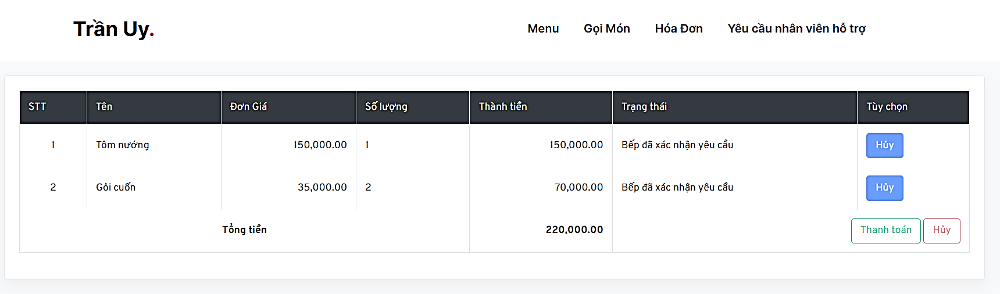 Trần Uy.
Menu Gọi Món Hóa Đơn Yêu cầu nhân viên hỗ trợ
STT Tên Đơn Giá Số lượng Thành tiền Trạng thái Tùy chọn
1 Tôm nướng 150,000.00 1 150,000.00 Bếp đã xác nhận yêu cầu Hủy
2 Gỏi cuốn 35,000.00 2 70,000.00 Bếp đã xác nhận yêu cầu Hủy
Tổng tiền 220,000.00 Thanh toán Hủy